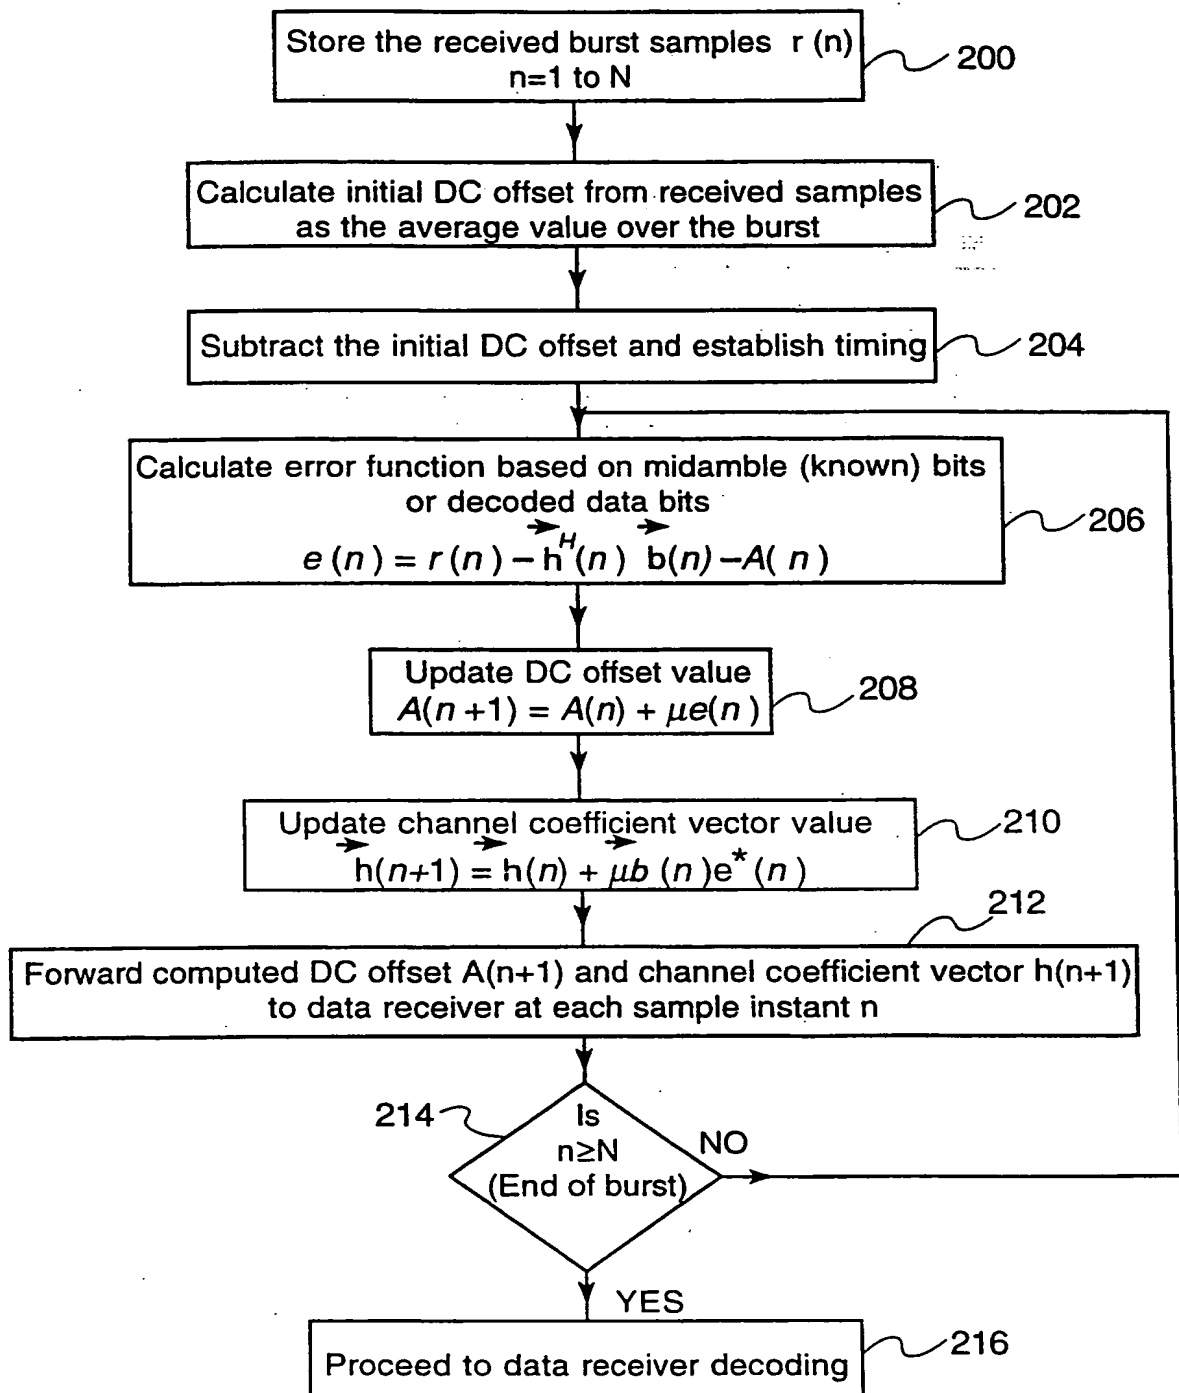 Store the received burst samples r (n)
n=1 to N
200
Calculate initial DC offset from received samples
as the average value over the burst
202
Subtract the initial DC offset and establish timing
204
Calculate error function based on midamble (known) bits
or decoded data bits
e (n) = r (n) – h⃗ᴴ(n) b⃗(n) – A( n)
206
Update DC offset value
A(n +1) = A(n) + μe(n )
208
Update channel coefficient vector value
h⃗(n+1) = h⃗(n) + μb⃗ (n)e* (n)
210
212
Forward computed DC offset A(n+1) and channel coefficient vector h(n+1)
to data receiver at each sample instant n
214
Is
n≥N
(End of burst)
NO
YES
Proceed to data receiver decoding
216